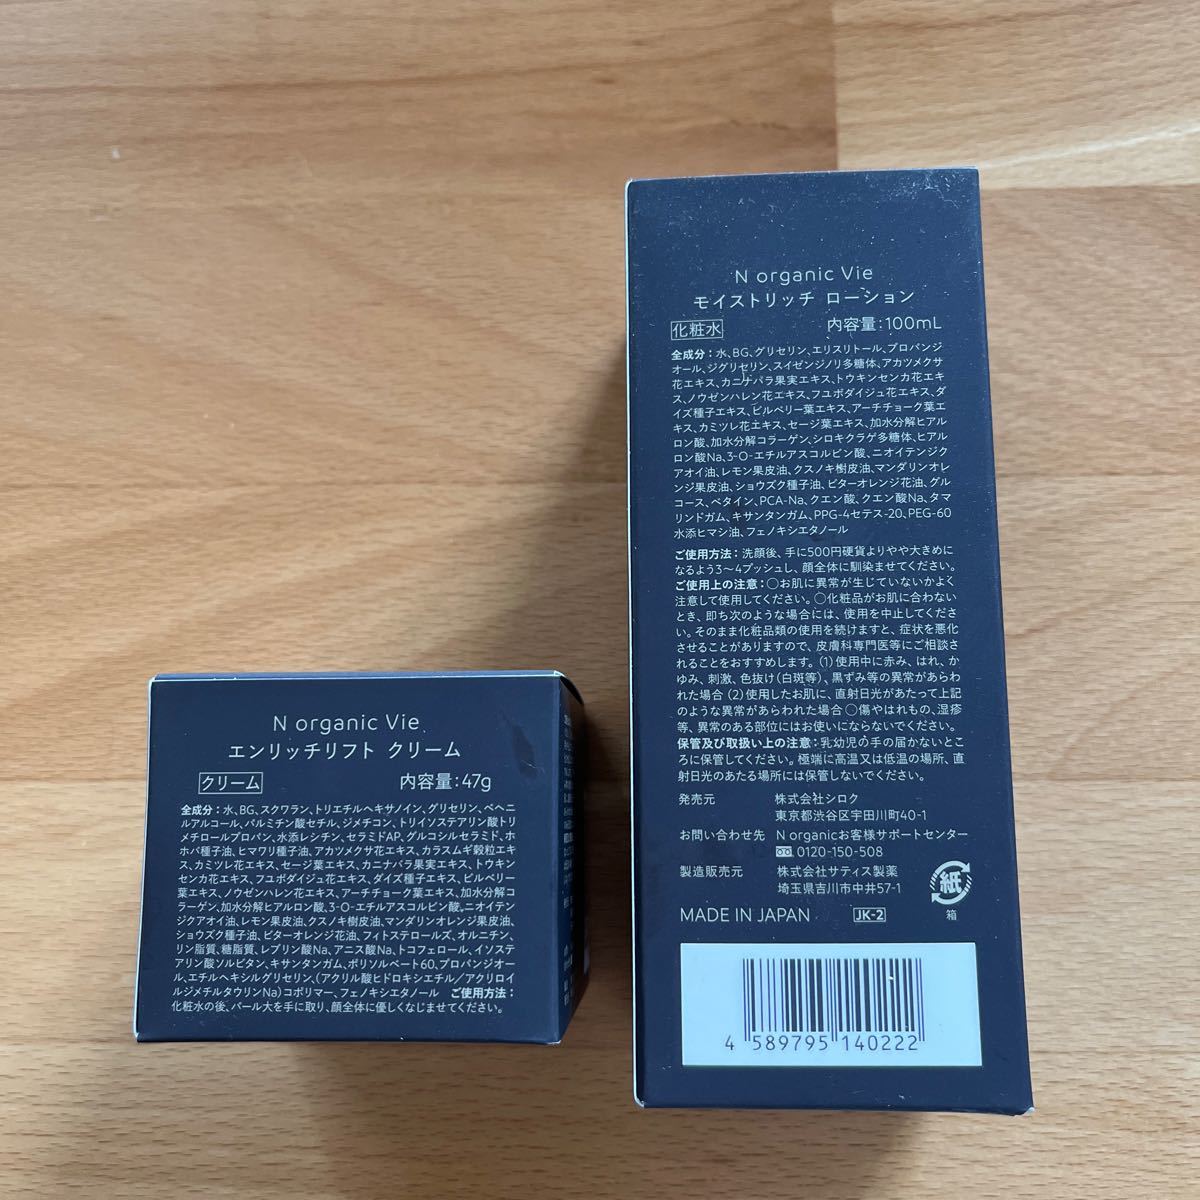 N organic Vie
エンリッチリフト クリーム
クリーム 内容量:47g
全成分:水、BG、スクワラン、トリエチルヘキサノイン、グリセリン、ベヘニ
ルアルコール、パルミチン酸セチル、ジメチコン、トリイソステアリン酸トリ
メチロールプロパン、水添レシチン、セラミドAP、グルコシルセラミド、ホ
ホバ種子油、ヒマワリ種子油、アカツメクサ花エキス、カラスムギ穀粒エキ
ス、カミツレ花エキス、セージ葉エキス、カニナバラ果実エキス、トウキン
センカ花エキス、フユボダイジュ花エキス、ダイズ種子エキス、ビルベリー
葉エキス、ノウゼンハレン花エキス、アーチチョーク葉エキス、加水分解コ
ラーゲン、加水分解ヒアルロン酸、3-O-エチルアスコルビン酸、ニオイテン
ジクアオイ油、レモン果皮油、クスノキ樹皮油、マンダリンオレンジ果皮油、
ショウズク種子油、ビターオレンジ花油、フィトステロールズ、オルニチン、
リン脂質、糖脂質、レブリン酸Na、アニス酸Na、トコフェロール、イソステ
アリン酸ソルビタン、キサンタンガム、ポリソルベート60、プロパンジオー
ル、エチルヘキシルグリセリン、(アクリル酸ヒドロキシエチル/アクリロイ
ルジメチルタウリンNa)コポリマー、フェノキシエタノール ご使用方法:
化粧水の後、パール大を手に取り、顔全体に優しくなじませてください。
N organic Vie
モイストリッチ ローション
化粧水 内容量:100mL
全成分:水、BG、グリセリン、エリスリトール、プロパンジ
オール、ジグリセリン、スイゼンジノリ多糖体、アカツメクサ
花エキス、カニナバラ果実エキス、トウキンセンカ花エキ
ス、ノウゼンハレン花エキス、フユボダイジュ花エキス、ダ
イズ種子エキス、ビルベリー葉エキス、アーチチョーク葉エ
キス、カミツレ花エキス、セージ葉エキス、加水分解ヒアル
ロン酸、加水分解コラーゲン、シロキクラゲ多糖体、ヒアル
ロン酸Na、3-O-エチルアスコルビン酸、ニオイテンジク
アオイ油、レモン果皮油、クスノキ樹皮油、マンダリンオレ
ンジ果皮油、ショウズク種子油、ビターオレンジ花油、グル
コース、ベタイン、PCA-Na、クエン酸、クエン酸Na、タマ
リンドガム、キサンタンガム、PPG-4セテス-20、PEG-60
水添ヒマシ油、フェノキシエタノール
ご使用方法:洗顔後、手に500円硬貨よりやや大きめに
なるよう3〜4プッシュし、顔全体に馴染ませてください。
ご使用上の注意:○お肌に異常が生じていないかよく
注意して使用してください。○化粧品がお肌に合わない
とき、即ち次のような場合には、使用を中止してくださ
い。そのまま化粧品類の使用を続けますと、症状を悪化
させることがありますので、皮膚科専門医等にご相談さ
れることをおすすめします。(1)使用中に赤み、はれ、か
ゆみ、刺激、色抜け(白斑等)、黒ずみ等の異常があらわ
れた場合 (2)使用したお肌に、直射日光があたって上記
のような異常があらわれた場合 ○傷やはれもの、湿疹
等、異常のある部位にはお使いにならないでください。
保管及び取扱い上の注意:乳幼児の手の届かないとこ
ろに保管してください。極端に高温又は低温の場所、直
射日光のあたる場所には保管しないでください。
発売元 株式会社シロク
東京都渋谷区宇田川町40-1
お問い合わせ先 N organicお客様サポートセンター
0120-150-508
製造販売元 株式会社サティス製薬
埼玉県吉川市中井57-1
紙
箱
MADE IN JAPAN JK-2
4 589795 140222